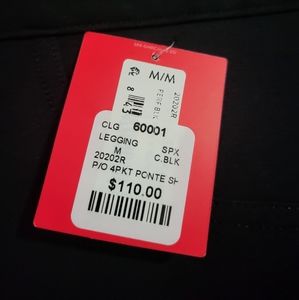 M/M
20202R
CLG 60001
LEGGING SPX
M C.BLK
20202R
P/O 4PKT PONTE SH
$110.00